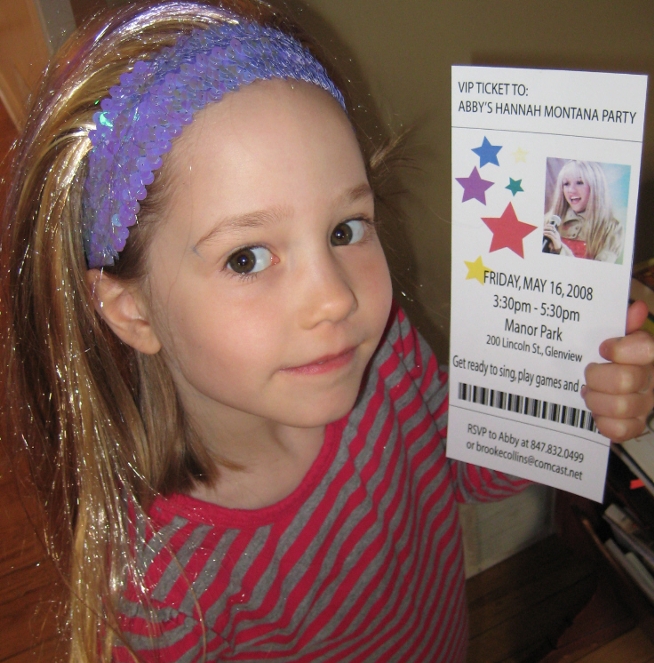 VIP TICKET TO:
ABBY'S HANNAH MONTANA PARTY
FRIDAY, MAY 16, 2008
3:30pm - 5:30pm
Manor Park
200 Lincoln St., Glenview
Get ready to sing, play games and
RSVP to Abby at 847.832.0499
or brookecollins@comcast.net